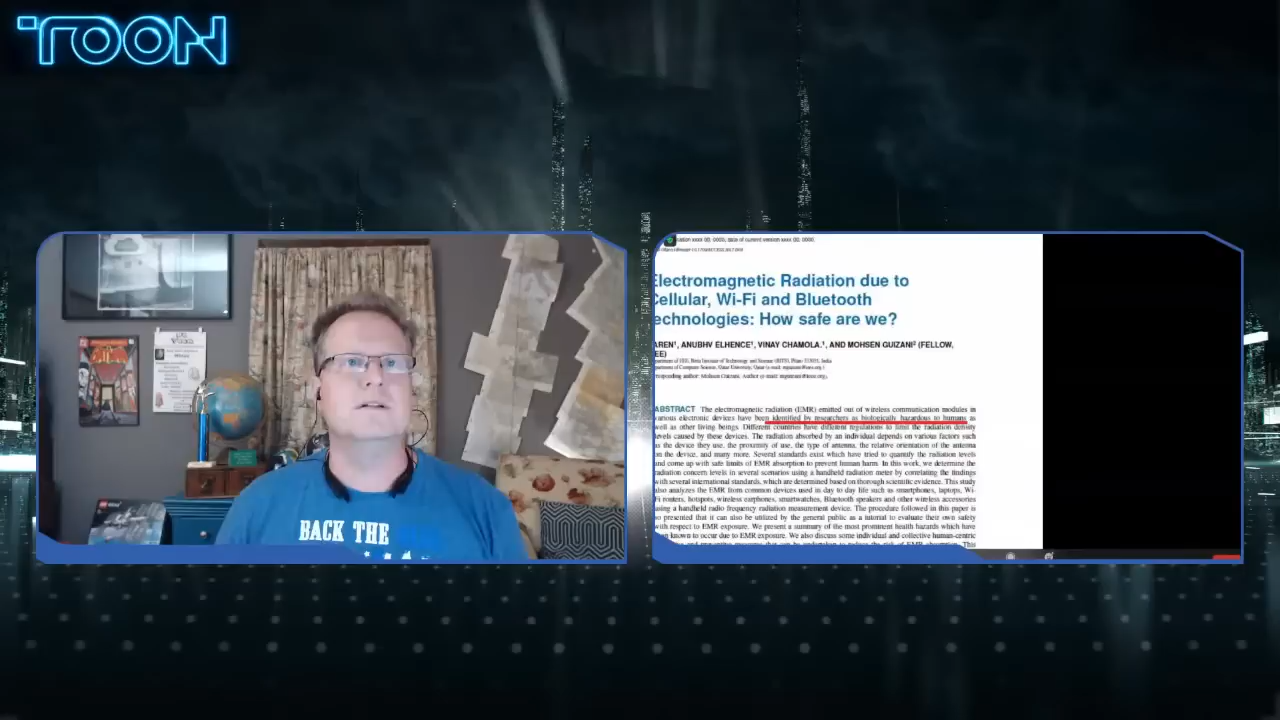 TOON
BACK THE
Electromagnetic Radiation due to
Cellular, Wi-Fi and Bluetooth
echnologies: How safe are we?
AREN¹, ANUBHV ELHENCE¹, VINAY CHAMOLA,¹, AND MOHSEN GUIZANI² (FELLOW,
EE)
ABSTRACT The electromagnetic radiation (EMR) emitted out of wireless communication modules in
various electronic devices have been identified by researchers as biologically hazardous to humans as
well as other living beings. Different countries have different regulations to limit the radiation density
levels caused by these devices. The radiation absorbed by an individual depends on various factors such
as the device they use, the proximity of use, the type of antenna, the relative orientation of the antenna
on the device, and many more. Several standards exist which have tried to quantify the radiation levels
and come up with safe limits of EMR absorption to prevent human harm. In this work, we determine the
radiation concern levels in several scenarios using a handheld radiation meter by correlating the findings
with several international standards, which are determined based on thorough scientific evidence. This study
also analyzes the EMR from common devices used in day to day life such as smartphones, laptops, Wi-
Fi routers, hotspots, wireless earphones, smartwatches, Bluetooth speakers and other wireless accessories
using a handheld radio frequency radiation measurement device. The procedure followed in this paper is
so presented that it can also be utilized by the general public as a tutorial to evaluate their own safety
with respect to EMR exposure. We present a summary of the most prominent health hazards which have
been known to occur due to EMR exposure. We also discuss some individual and collective human-centric